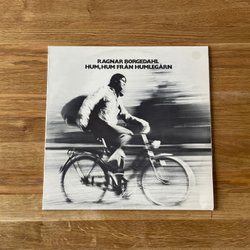 RAGNAR BORGEDAHL
HUM, HUM FRÅN HUMLEGÅRN